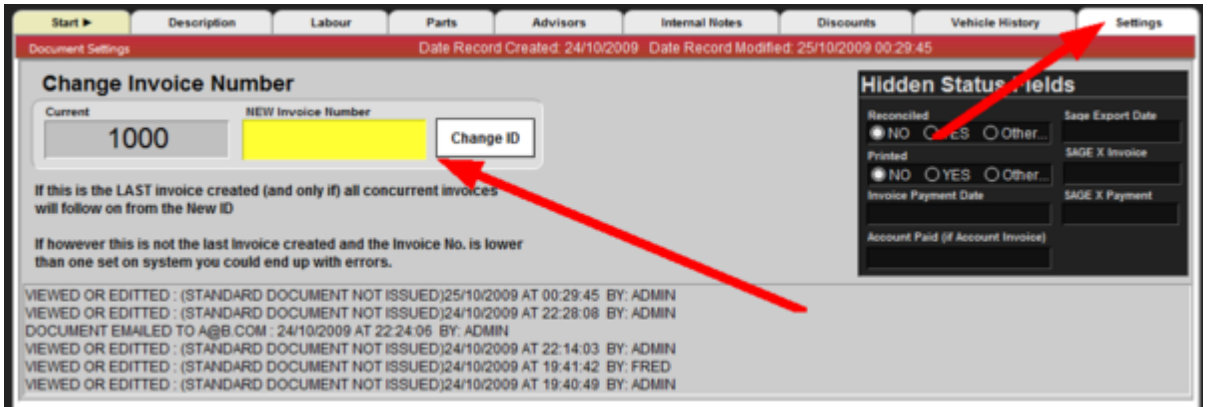 Start ►
Description
Labour
Parts
Advisors
Internal Notes
Discounts
Vehicle History
Settings
Document Settings
Date Record Created: 24/10/2009 Date Record Modified: 25/10/2009 00:29:45
Change Invoice Number
Current
NEW Invoice Number
1000
Change ID
If this is the LAST invoice created (and only if) all concurrent invoices
will follow on from the New ID
If however this is not the last Invoice created and the Invoice No. is lower
than one set on system you could end up with errors.
Hidden Status Fields
Reconciled
Sage Export Date
NO YES Other...
Printed
SAGE X Invoice
NO YES Other...
Invoice Payment Date
SAGE X Payment
Account Paid (if Account Invoice)
VIEWED OR EDITTED : (STANDARD DOCUMENT NOT ISSUED)25/10/2009 AT 00:29:45 BY: ADMIN
VIEWED OR EDITTED : (STANDARD DOCUMENT NOT ISSUED)24/10/2009 AT 22:28:08 BY: ADMIN
DOCUMENT EMAILED TO A@B.COM : 24/10/2009 AT 22:24:06 BY: ADMIN
VIEWED OR EDITTED : (STANDARD DOCUMENT NOT ISSUED)24/10/2009 AT 22:14:03 BY: ADMIN
VIEWED OR EDITTED : (STANDARD DOCUMENT NOT ISSUED)24/10/2009 AT 19:41:42 BY: FRED
VIEWED OR EDITTED : (STANDARD DOCUMENT NOT ISSUED)24/10/2009 AT 19:40:49 BY: ADMIN